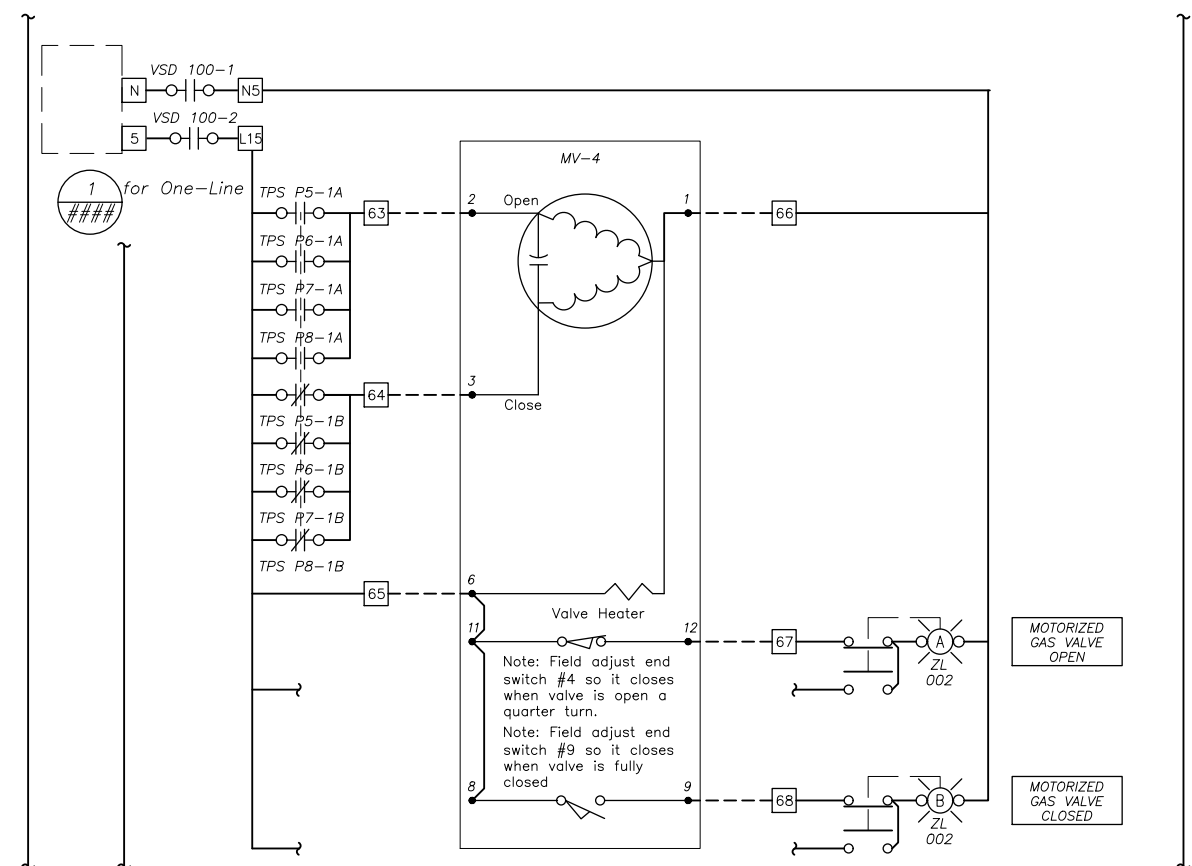 VSD 100-1
N
N5
VSD 100-2
5
L15
1
####
for One-Line
MV-4
TPS P5-1A
63
2
Open
1
66
TPS P6-1A
TPS P7-1A
TPS P8-1A
64
3
Close
TPS P5-1B
TPS P6-1B
TPS P7-1B
TPS P8-1B
65
6
Valve Heater
11
12
67
A
ZL
002
MOTORIZED
GAS VALVE
OPEN
Note: Field adjust end
switch #4 so it closes
when valve is open a
quarter turn.
Note: Field adjust end
switch #9 so it closes
when valve is fully
closed
8
9
68
B
ZL
002
MOTORIZED
GAS VALVE
CLOSED